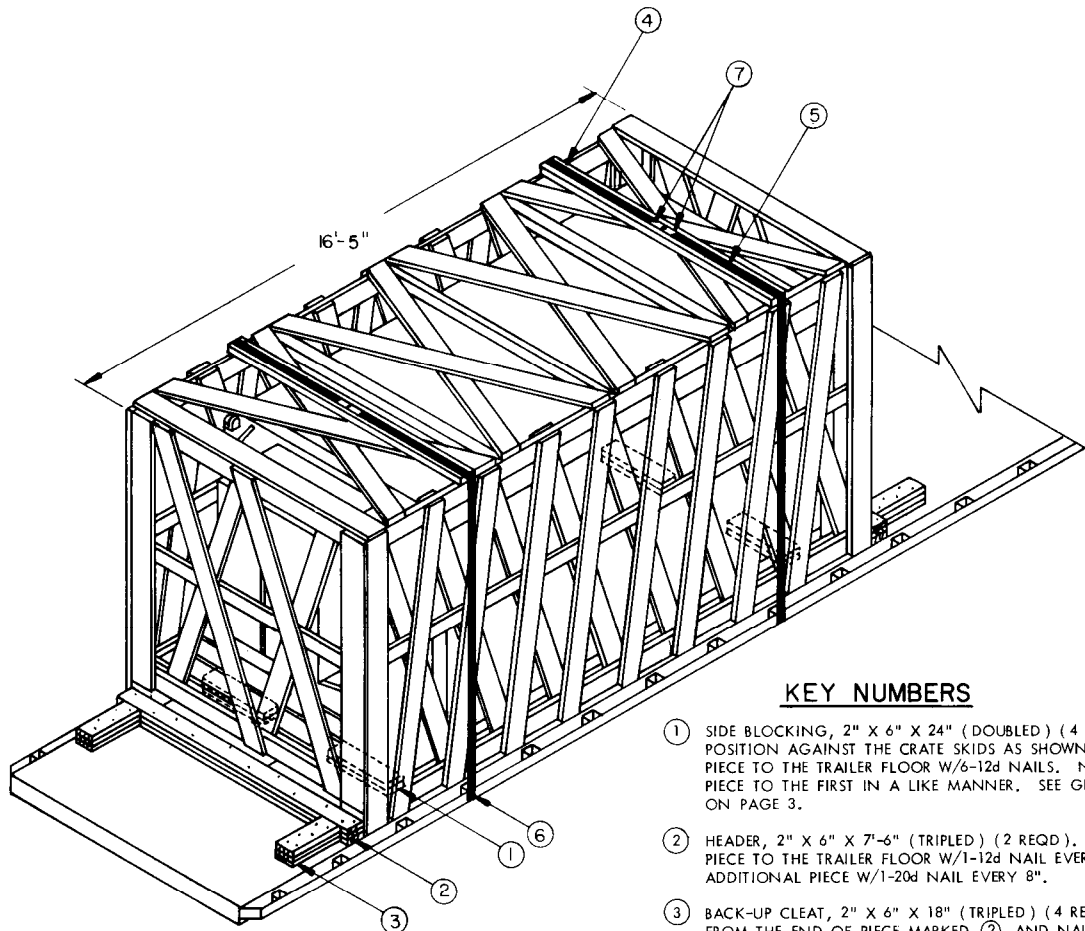 4
7
5
16'-5"
KEY NUMBERS
1 SIDE BLOCKING, 2" X 6" X 24" (DOUBLED) (4
POSITION AGAINST THE CRATE SKIDS AS SHOWN
PIECE TO THE TRAILER FLOOR W/6-12d NAILS.
PIECE TO THE FIRST IN A LIKE MANNER. SEE
ON PAGE 3.
2 HEADER, 2" X 6" X 7'-6" (TRIPLED) (2 REQD).
PIECE TO THE TRAILER FLOOR W/1-12d NAIL
ADDITIONAL PIECE W/1-20d NAIL EVERY 8".
3 BACK-UP CLEAT, 2" X 6" X 18" (TRIPLED) (4
FROM THE END OF PIECE MARKED 2, AND
6
1
2
3